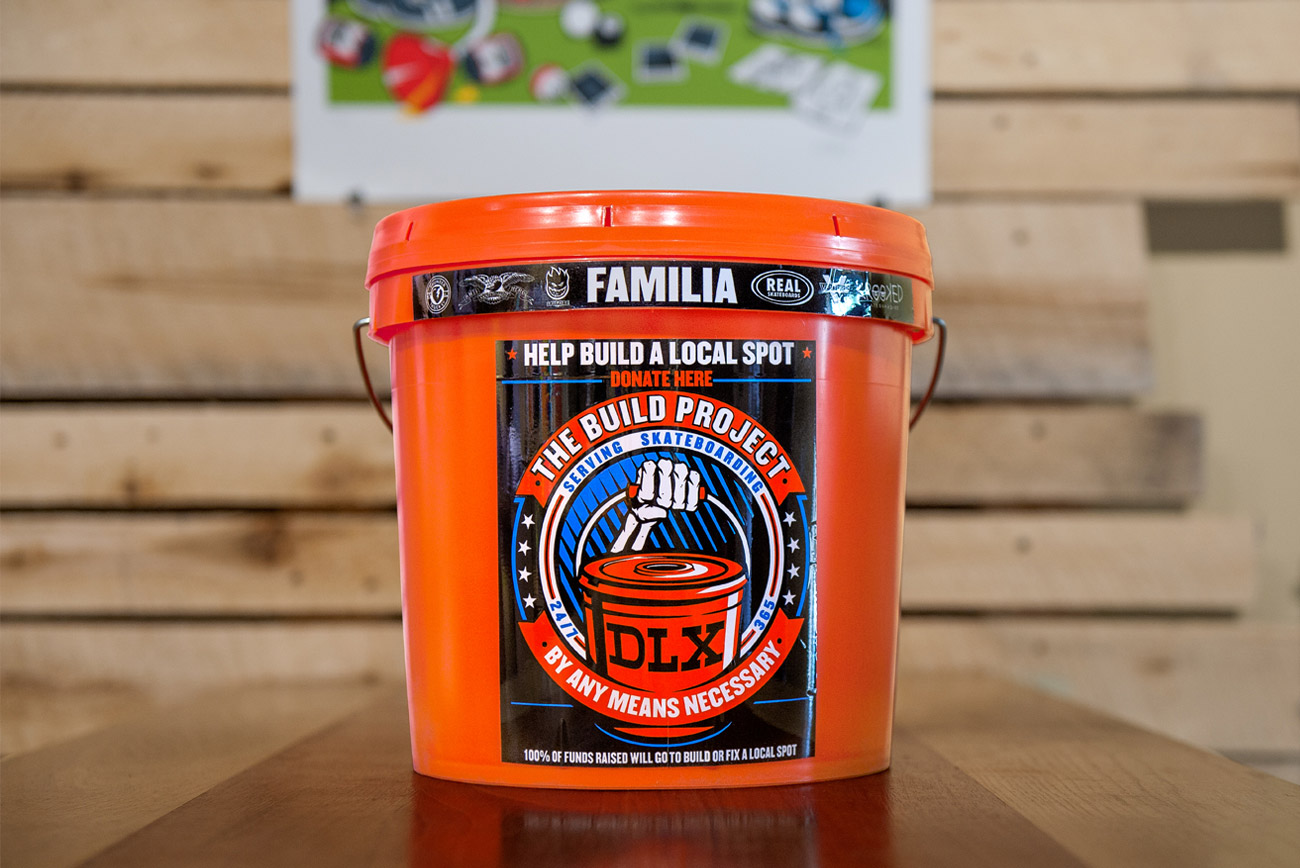 FAMILIA
REAL
SKATEBOARDS
HELP BUILD A LOCAL SPOT
DONATE HERE
THE BUILD PROJECT
SERVING SKATEBOARDING
24/7
365
DLX
BY ANY MEANS NECESSARY
100% OF FUNDS RAISED WILL GO TO BUILD OR FIX A LOCAL SPOT